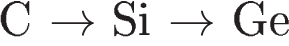 C → Si → Ge